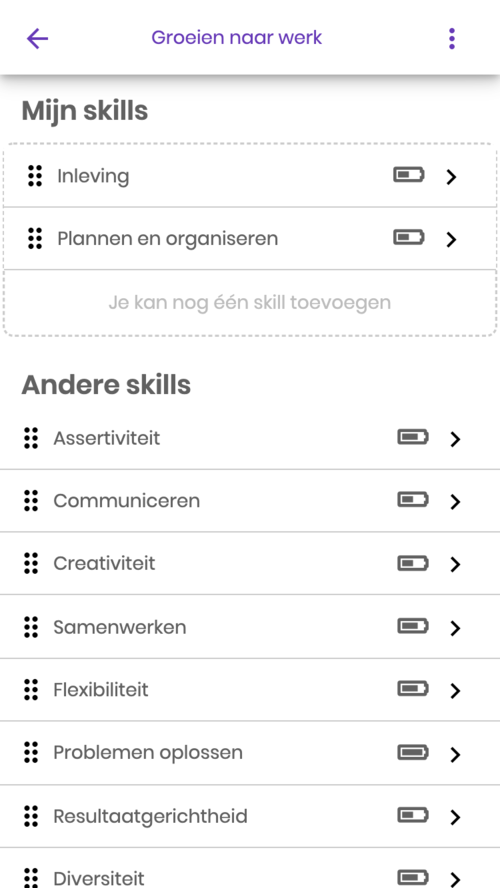 Groeien naar werk
Mijn skills
Inleving
Plannen en organiseren
Je kan nog één skill toevoegen
Andere skills
Assertiviteit
Communiceren
Creativiteit
Samenwerken
Flexibiliteit
Problemen oplossen
Resultaatgerichtheid
Diversiteit